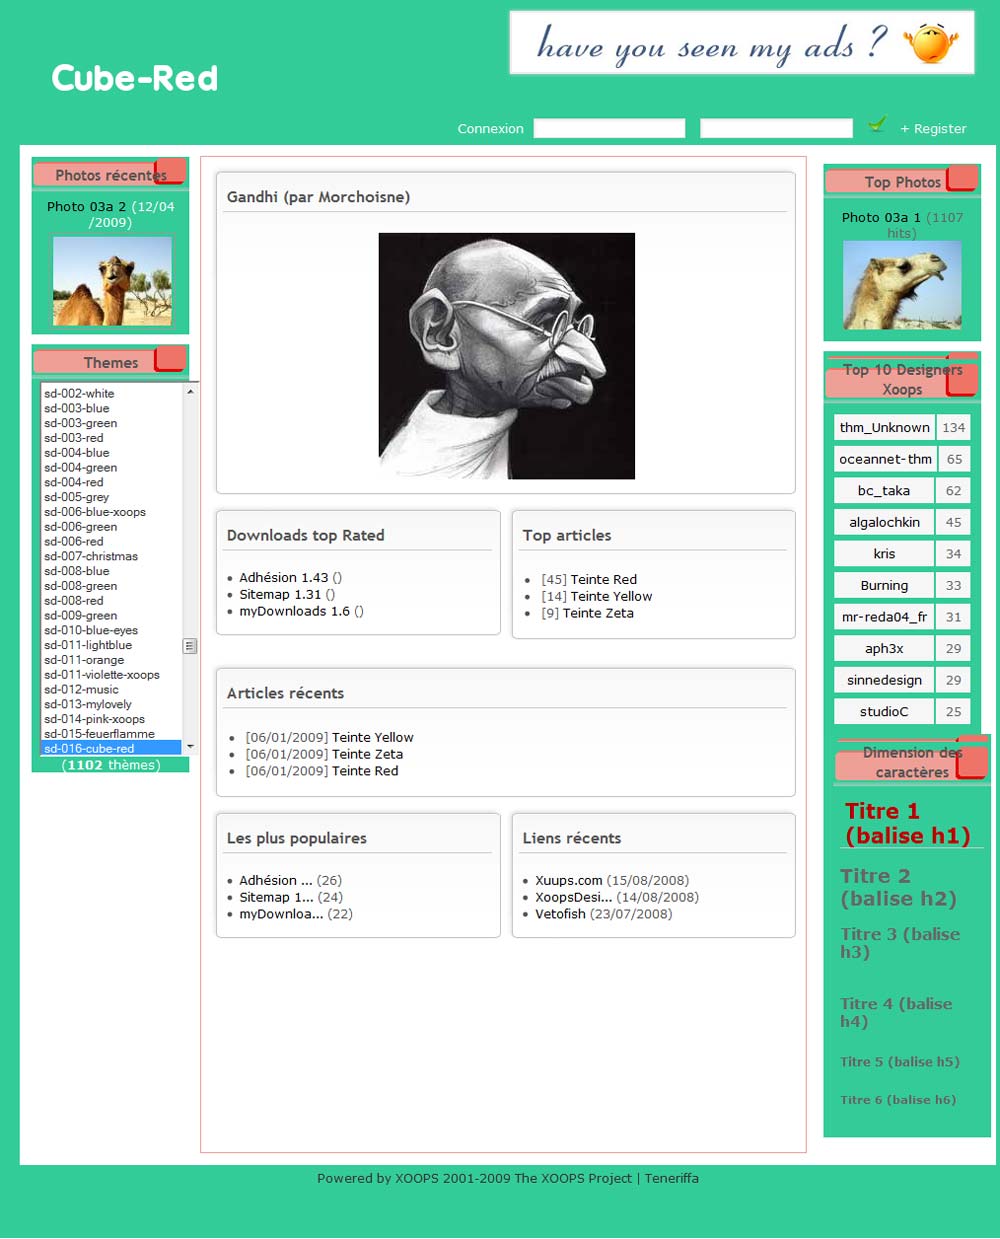 have you seen my ads ?
Cube-Red
Connexion
+ Register
Photos récentes
Photo 03a 2 (12/04
/2009)
Themes
sd-002-white
sd-003-blue
sd-003-green
sd-003-red
sd-004-blue
sd-004-green
sd-004-red
sd-005-grey
sd-006-blue-xoops
sd-006-green
sd-006-red
sd-007-christmas
sd-008-blue
sd-008-green
sd-008-red
sd-009-green
sd-010-blue-eyes
sd-011-lightblue
sd-011-orange
sd-011-violette-xoops
sd-012-music
sd-013-mylovely
sd-014-pink-xoops
sd-015-feuerflamme
sd-016-cube-red
(1102 thèmes)
Gandhi (par Morchoisne)
Downloads top Rated
Adhésion 1.43 ()
Sitemap 1.31 ()
myDownloads 1.6 ()
Top articles
[45] Teinte Red
[14] Teinte Yellow
[9] Teinte Zeta
Articles récents
[06/01/2009] Teinte Yellow
[06/01/2009] Teinte Zeta
[06/01/2009] Teinte Red
Les plus populaires
Adhésion ... (26)
Sitemap 1... (24)
myDownloa... (22)
Liens récents
Xuups.com (15/08/2008)
XoopsDesi... (14/08/2008)
Vetofish (23/07/2008)
Top Photos
Photo 03a 1 (1107
hits)
Top 10 Designers
Xoops
thm_Unknown 134
oceannet-thm 65
bc_taka 62
algalochkin 45
kris 34
Burning 33
mr-reda04_fr 31
aph3x 29
sinnedesign 29
studioC 25
Dimension des
caractères
Titre 1
(balise h1)
Titre 2
(balise h2)
Titre 3 (balise
h3)
Titre 4 (balise
h4)
Titre 5 (balise h5)
Titre 6 (balise h6)
Powered by XOOPS 2001-2009 The XOOPS Project | Teneriffa